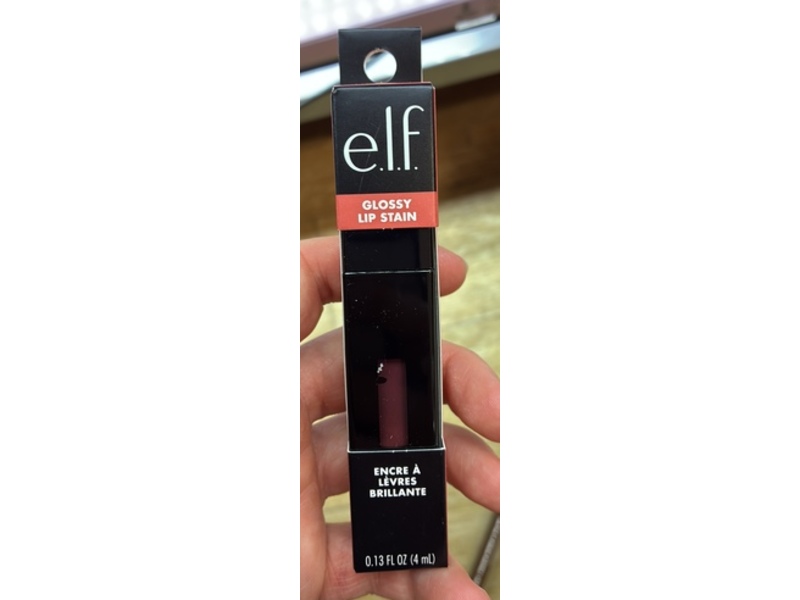 e.l.f.
GLOSSY
LIP STAIN
ENCRE À
LÈVRES
BRILLANTE
0.13 FL OZ (4 mL)